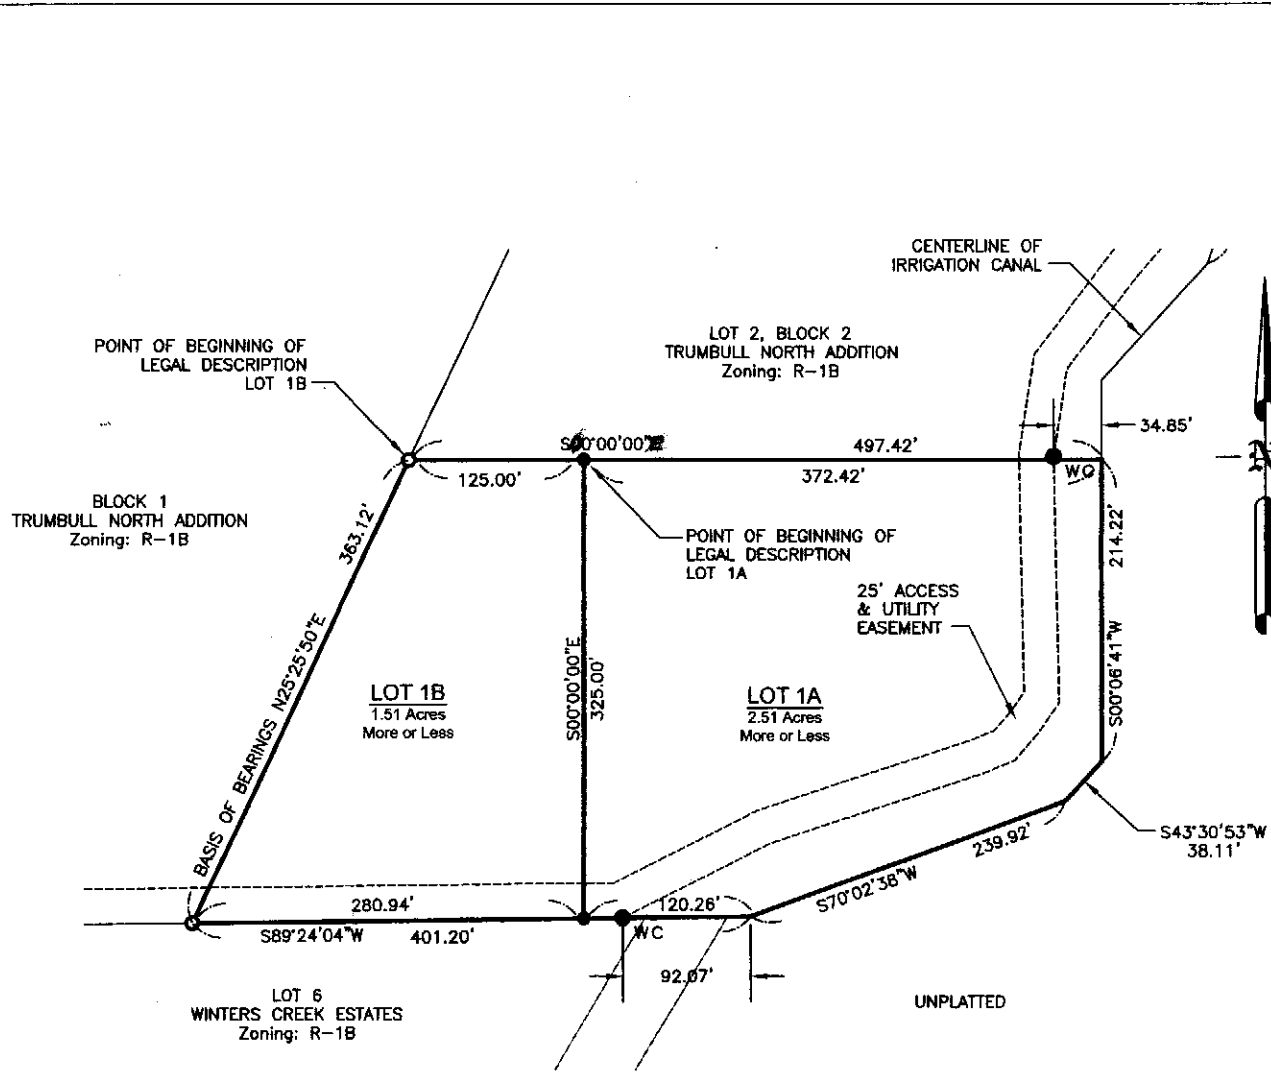 CENTERLINE OF
IRRIGATION CANAL
POINT OF BEGINNING OF
LEGAL DESCRIPTION
LOT 1B
LOT 2, BLOCK 2
TRUMBULL NORTH ADDITION
Zoning: R-1B
34.85'
S00°00'00"
497.42'
125.00'
372.42'
BLOCK 1
TRUMBULL NORTH ADDITION
Zoning: R-1B
363.12'
POINT OF BEGINNING OF
LEGAL DESCRIPTION
LOT 1A
214.22'
25' ACCESS
& UTILITY
EASEMENT
BASIS OF BEARINGS N25°25'50"E
S00°00'00"E
325.00'
S00°06'41"W
LOT 1B
1.51 Acres
More or Less
LOT 1A
2.51 Acres
More or Less
S43°30'53"W
38.11'
239.92'
S70°02'38"W
280.94'
120.26'
S89°24'04"W
401.20'
WC
92.07'
LOT 6
WINTERS CREEK ESTATES
Zoning: R-1B
UNPLATTED